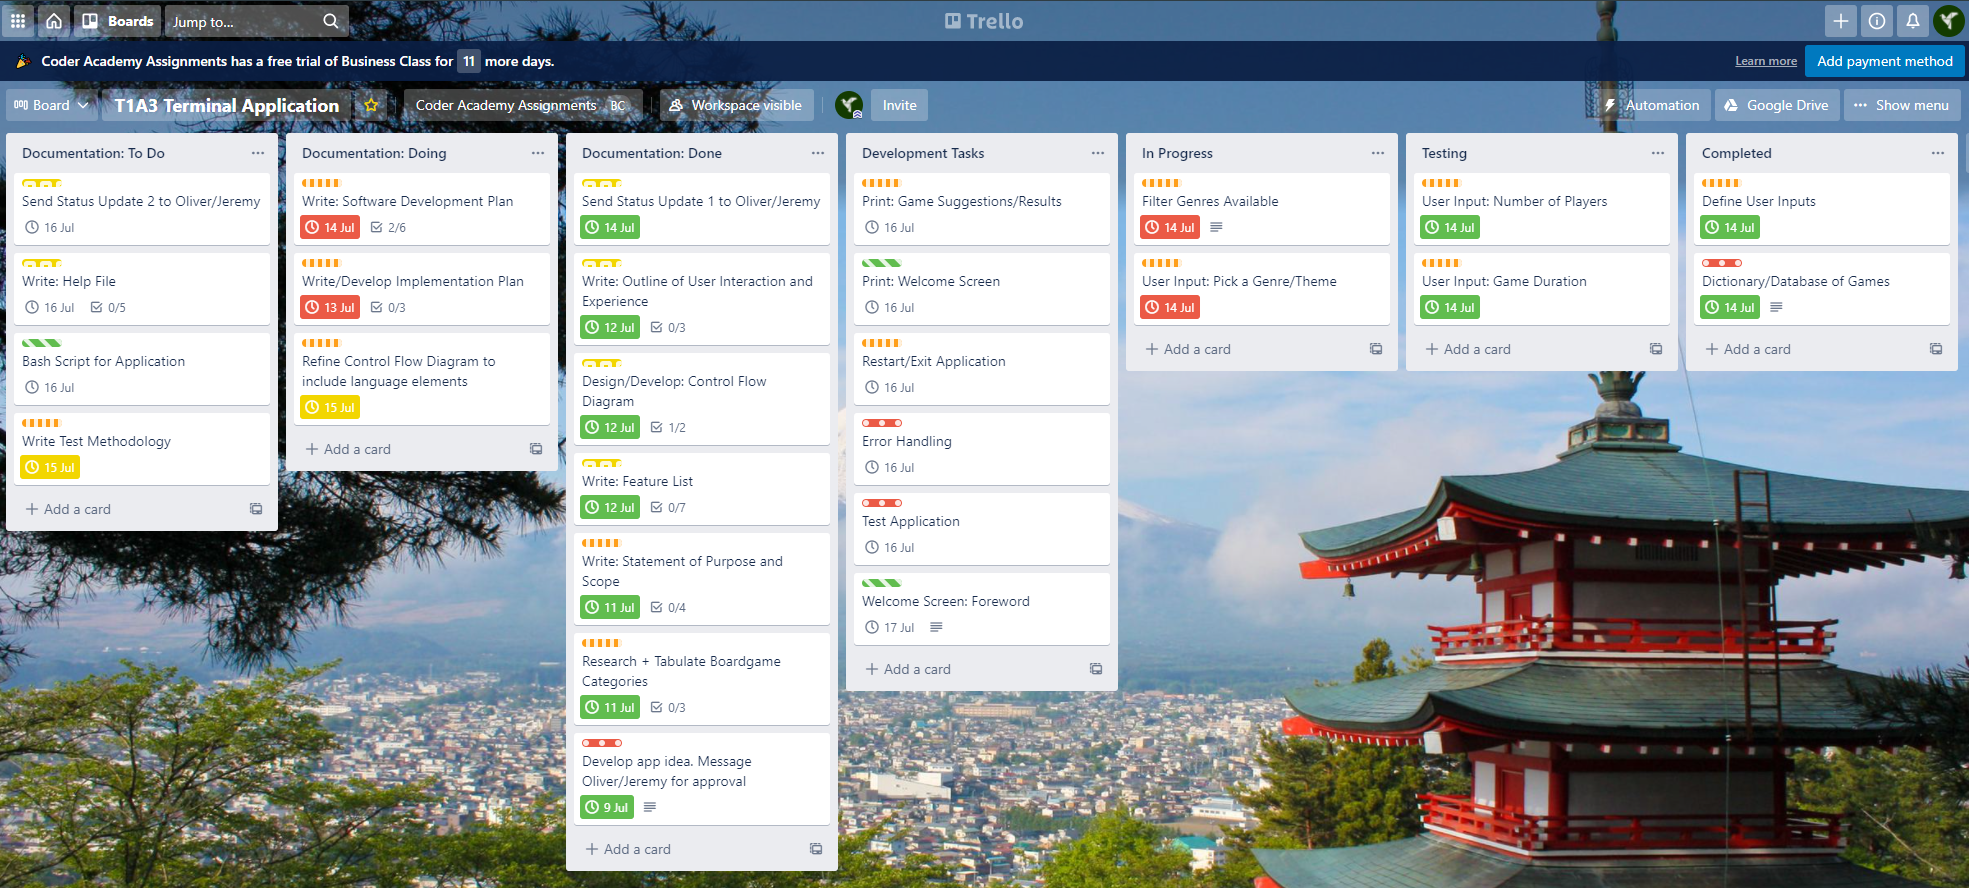 Boards
Jump to...
Trello
Coder Academy Assignments has a free trial of Business Class for 11 more days.
Learn more
Add payment method
Board
T1A3 Terminal Application
Coder Academy Assignments BC
Workspace visible
Invite
Automation
Google Drive
Show menu
Documentation: To Do
Send Status Update 2 to Oliver/Jeremy
16 Jul
Write: Help File
16 Jul 0/5
Bash Script for Application
16 Jul
Write Test Methodology
15 Jul
Add a card
Documentation: Doing
Write: Software Development Plan
14 Jul 2/6
Write/Develop Implementation Plan
13 Jul 0/3
Refine Control Flow Diagram to
include language elements
15 Jul
Add a card
Documentation: Done
Send Status Update 1 to Oliver/Jeremy
14 Jul
Write: Outline of User Interaction and
Experience
12 Jul 0/3
Design/Develop: Control Flow
Diagram
12 Jul 1/2
Write: Feature List
12 Jul 0/7
Write: Statement of Purpose and
Scope
11 Jul 0/4
Research + Tabulate Boardgame
Categories
11 Jul 0/3
Develop app idea. Message
Oliver/Jeremy for approval
9 Jul
Add a card
Development Tasks
Print: Game Suggestions/Results
16 Jul
Print: Welcome Screen
16 Jul
Restart/Exit Application
16 Jul
Error Handling
16 Jul
Test Application
16 Jul
Welcome Screen: Foreword
17 Jul
Add a card
In Progress
Filter Genres Available
14 Jul
User Input: Pick a Genre/Theme
14 Jul
Add a card
Testing
User Input: Number of Players
14 Jul
User Input: Game Duration
14 Jul
Add a card
Completed
Define User Inputs
14 Jul
Dictionary/Database of Games
14 Jul
Add a card